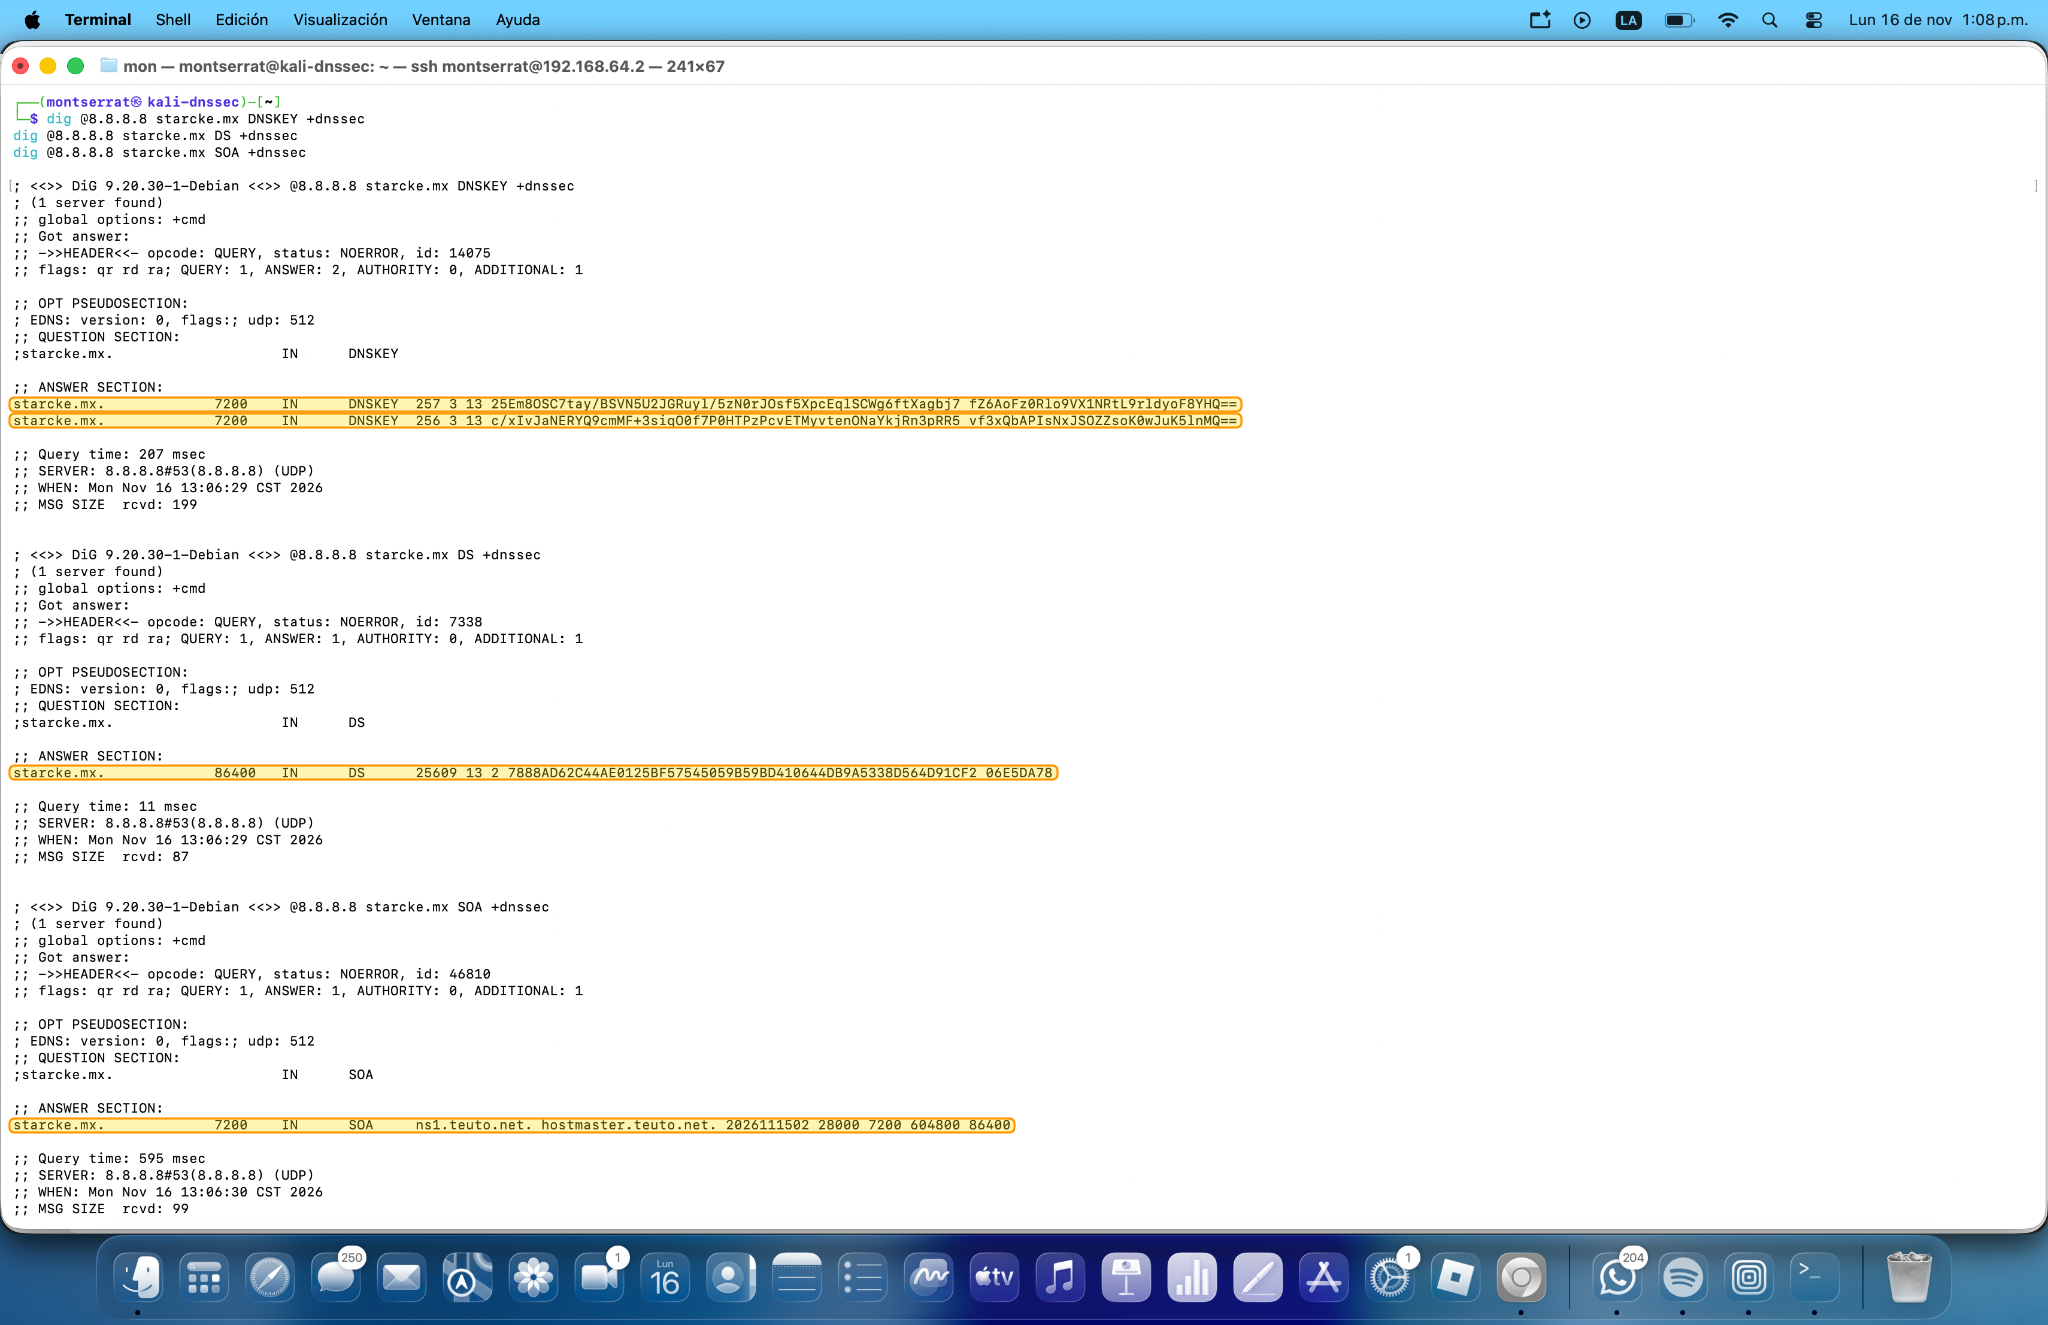 Terminal Shell Edición Visualización Ventana Ayuda LA Lun 16 de nov 1:08 p.m.
mon — montserrat@kali-dnssec: ~ — ssh montserrat@192.168.64.2 — 241×67
┌──(montserrat㉿kali-dnssec)-[~]
└─$ dig @8.8.8.8 starcke.mx DNSKEY +dnssec
dig @8.8.8.8 starcke.mx DS +dnssec
dig @8.8.8.8 starcke.mx SOA +dnssec
; <<>> DiG 9.20.30-1-Debian <<>> @8.8.8.8 starcke.mx DNSKEY +dnssec
; (1 server found)
;; global options: +cmd
;; Got answer:
;; ->>HEADER<<- opcode: QUERY, status: NOERROR, id: 14075
;; flags: qr rd ra; QUERY: 1, ANSWER: 2, AUTHORITY: 0, ADDITIONAL: 1
;; OPT PSEUDOSECTION:
; EDNS: version: 0, flags:; udp: 512
;; QUESTION SECTION:
;starcke.mx. IN DNSKEY
;; ANSWER SECTION:
starcke.mx. 7200 IN DNSKEY 257 3 13 25Em8OSC7tay/BSVN5U2JGRuyl/5zN0rJOsf5XpcEqlSCWg6ftXagbj7 fZ6AoFz0Rlo9VX1NRtL9rldyoF8YHQ==
starcke.mx. 7200 IN DNSKEY 256 3 13 c/xIvJaNERYQ9cmMF+3siqO0f7P0HTPzPcvETMyvtenONaYkjRn3pRR5 vf3xQbAPIsNxJSOZZsoK0wJuK5lnMQ==
;; Query time: 207 msec
;; SERVER: 8.8.8.8#53(8.8.8.8) (UDP)
;; WHEN: Mon Nov 16 13:06:29 CST 2026
;; MSG SIZE rcvd: 199
; <<>> DiG 9.20.30-1-Debian <<>> @8.8.8.8 starcke.mx DS +dnssec
; (1 server found)
;; global options: +cmd
;; Got answer:
;; ->>HEADER<<- opcode: QUERY, status: NOERROR, id: 7338
;; flags: qr rd ra; QUERY: 1, ANSWER: 1, AUTHORITY: 0, ADDITIONAL: 1
;; OPT PSEUDOSECTION:
; EDNS: version: 0, flags:; udp: 512
;; QUESTION SECTION:
;starcke.mx. IN DS
;; ANSWER SECTION:
starcke.mx. 86400 IN DS 25609 13 2 7888AD62C44AE0125BF57545059B59BD410644DB9A5338D564D91CF2 06E5DA78
;; Query time: 11 msec
;; SERVER: 8.8.8.8#53(8.8.8.8) (UDP)
;; WHEN: Mon Nov 16 13:06:29 CST 2026
;; MSG SIZE rcvd: 87
; <<>> DiG 9.20.30-1-Debian <<>> @8.8.8.8 starcke.mx SOA +dnssec
; (1 server found)
;; global options: +cmd
;; Got answer:
;; ->>HEADER<<- opcode: QUERY, status: NOERROR, id: 46810
;; flags: qr rd ra; QUERY: 1, ANSWER: 1, AUTHORITY: 0, ADDITIONAL: 1
;; OPT PSEUDOSECTION:
; EDNS: version: 0, flags:; udp: 512
;; QUESTION SECTION:
;starcke.mx. IN SOA
;; ANSWER SECTION:
starcke.mx. 7200 IN SOA ns1.teuto.net. hostmaster.teuto.net. 2026111502 28000 7200 604800 86400
;; Query time: 595 msec
;; SERVER: 8.8.8.8#53(8.8.8.8) (UDP)
;; WHEN: Mon Nov 16 13:06:30 CST 2026
;; MSG SIZE rcvd: 99
250 1 Lun 16 tv 1 204